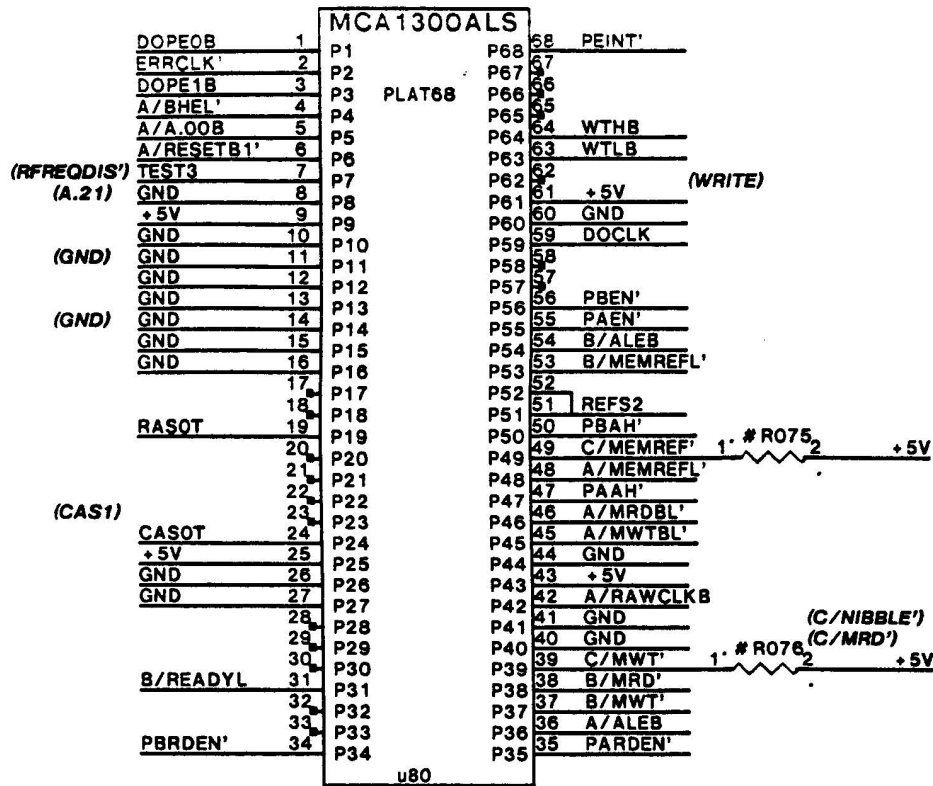 MCA1300ALS
PLAT68
DOPE0B 1 P1
ERRCLK' 2 P2
DOPE1B 3 P3
A/BHEL' 4 P4
A/A.00B 5 P5
A/RESETB1' 6 P6
(RFREQDIS') TEST3 7 P7
(A.21) GND 8 P8
+5V 9 P9
GND 10 P10
(GND) GND 11 P11
GND 12 P12
GND 13 P13
(GND) GND 14 P14
GND 15 P15
GND 16 P16
17 P17
18 P18
RASOT 19 P19
20 P20
21 P21
22 P22
(CAS1) 23 P23
CASOT 24 P24
+5V 25 P25
GND 26 P26
GND 27 P27
28 P28
29 P29
30 P30
B/READYL 31 P31
32 P32
33 P33
PBRDEN' 34 P34
P68 68 PEINT'
P67 67
P66 66
P65 65
P64 64 WTHB
P63 63 WTLB
P62 62 (WRITE)
P61 61 +5V
P60 60 GND
P59 59 DOCLK
P58 58
P57 57
P56 56 PBEN'
P55 55 PAEN'
P54 54 B/ALEB
P53 53 B/MEMREFL'
P52 52
P51 51 REFS2
P50 50 PBAH'
P49 49 C/MEMREF' 1 #R075 2 +5V
P48 48 A/MEMREFL'
P47 47 PAAH'
P46 46 A/MRDBL'
P45 45 A/MWTBL'
P44 44 GND
P43 43 +5V
P42 42 A/RAWCLKB
P41 41 GND (C/NIBBLE')
P40 40 GND (C/MRD')
P39 39 C/MWT' 1 #R076 2 +5V
P38 38 B/MRD'
P37 37 B/MWT'
P36 36 A/ALEB
P35 35 PARDEN'
u80